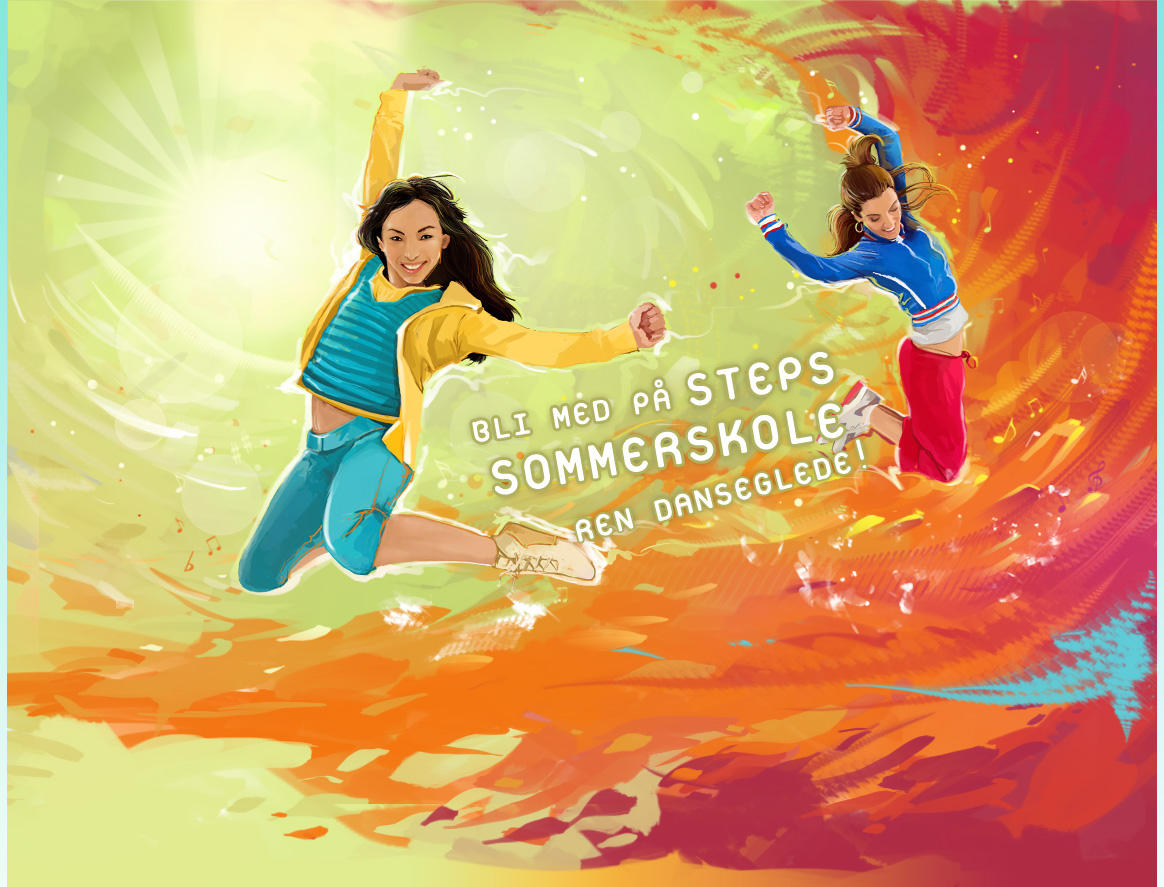 BLI MED PÅ STEPS
SOMMERSKOLE
REN DANSEGLEDE!